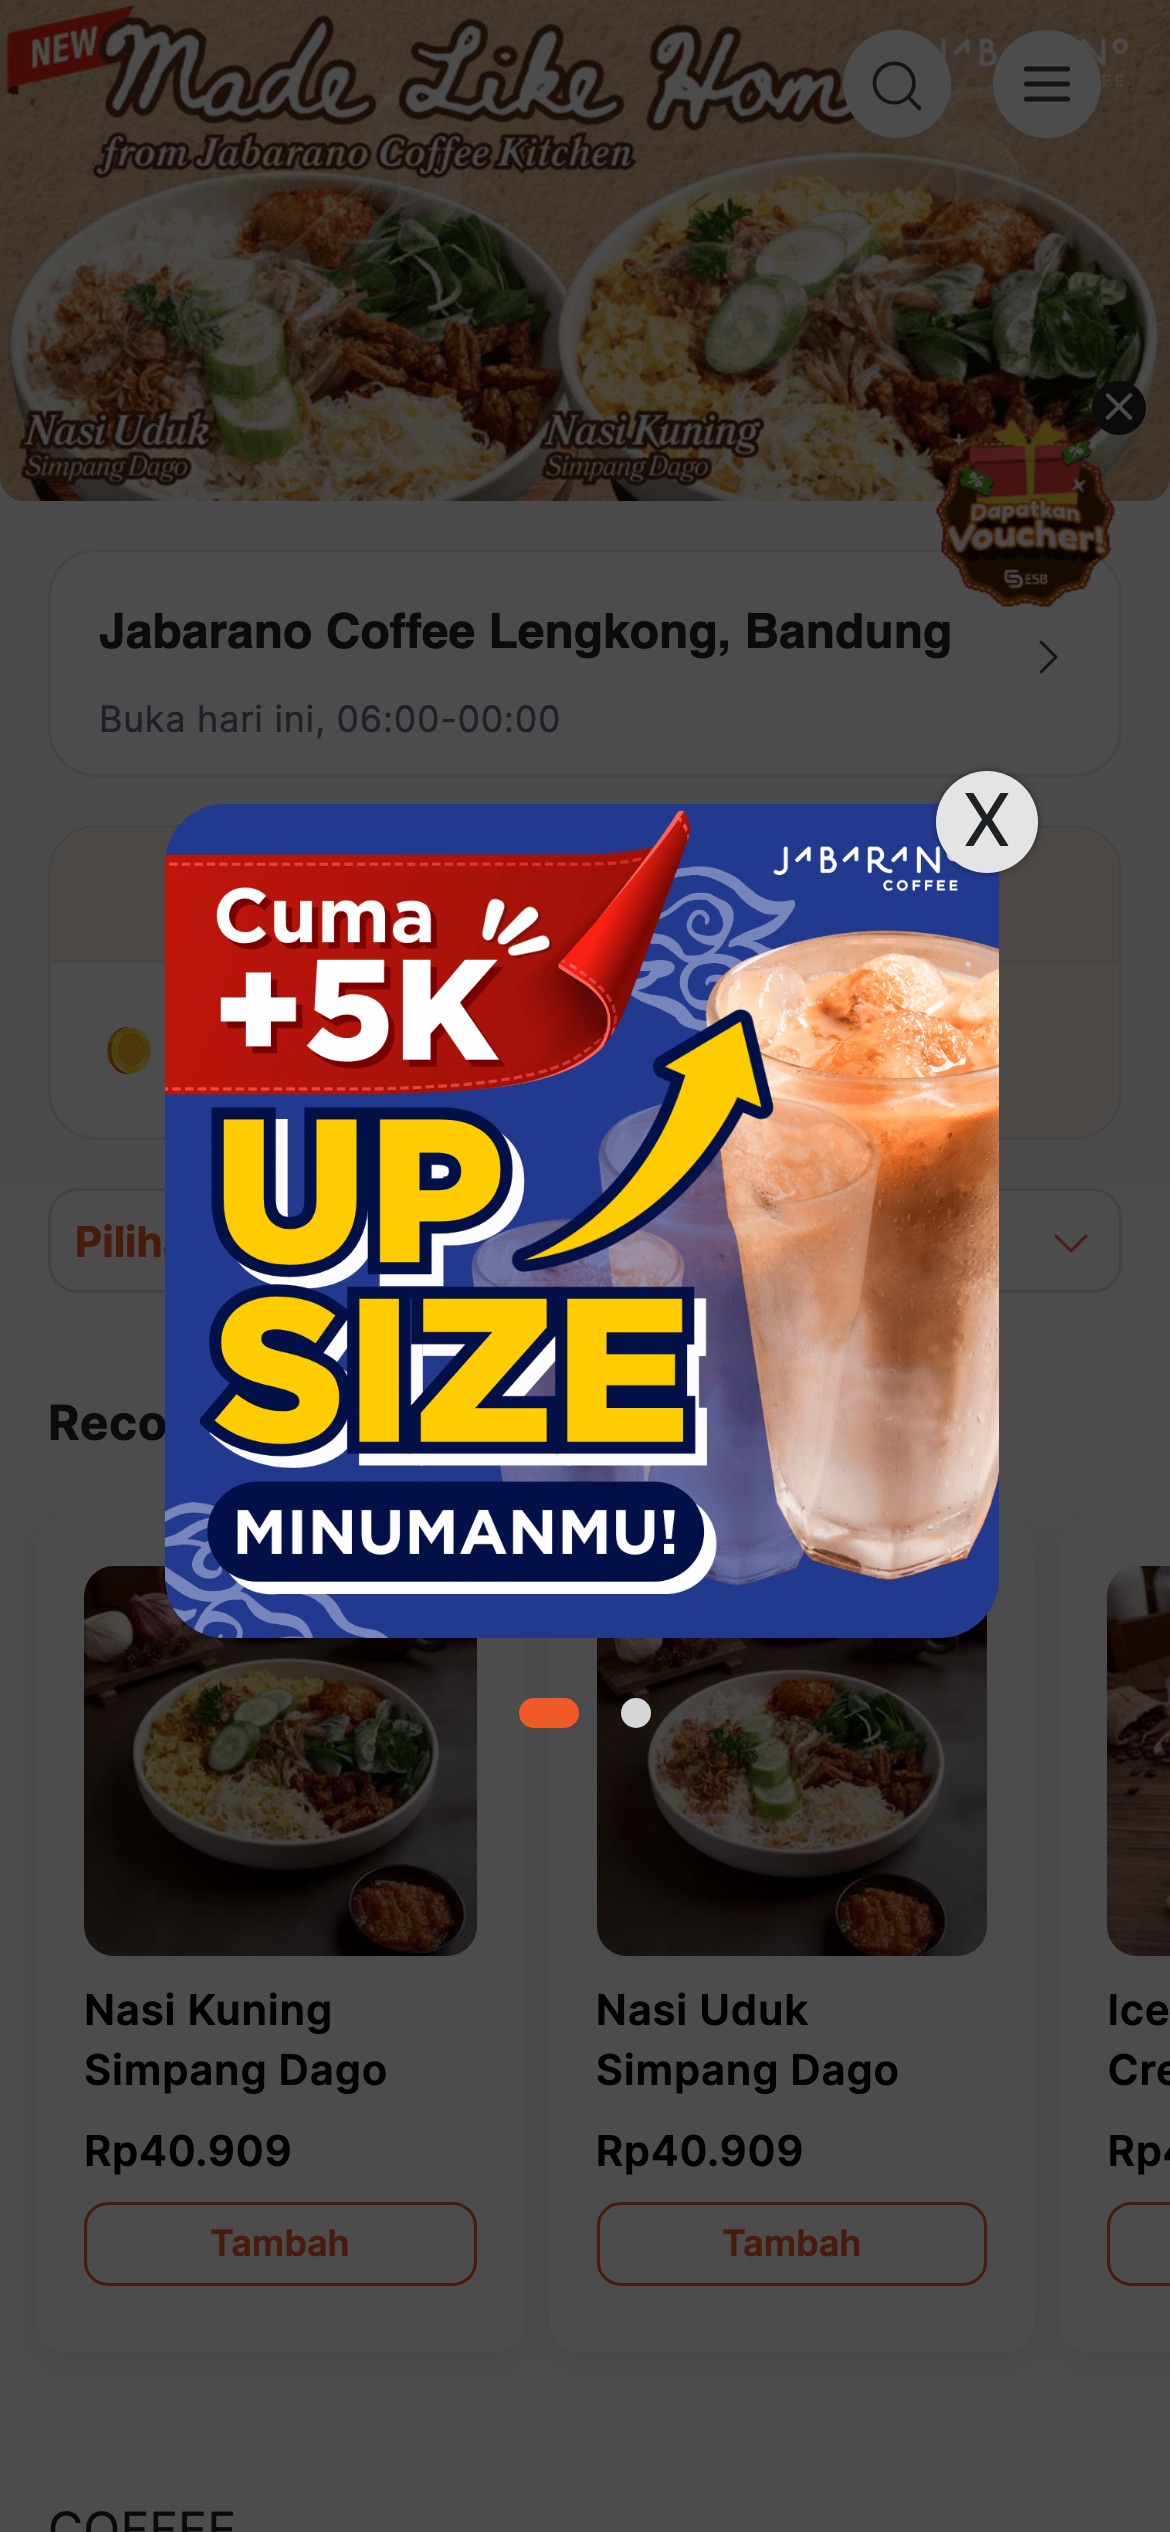 NEW
Made Like Hom
from Jabarano Coffee Kitchen
Nasi Uduk
Simpang Dago
Nasi Kuning
Simpang Dago
Dapatkan
Voucher!
ESB
Jabarano Coffee Lengkong, Bandung
Buka hari ini, 06:00-00:00
X
JABARANO
COFFEE
Cuma
+5K
UP
SIZE
MINUMANMU!
Pilih
Reco
Nasi Kuning
Simpang Dago
Rp40.909
Tambah
Nasi Uduk
Simpang Dago
Rp40.909
Tambah
Ice
Cre
Rp4
COFFEE